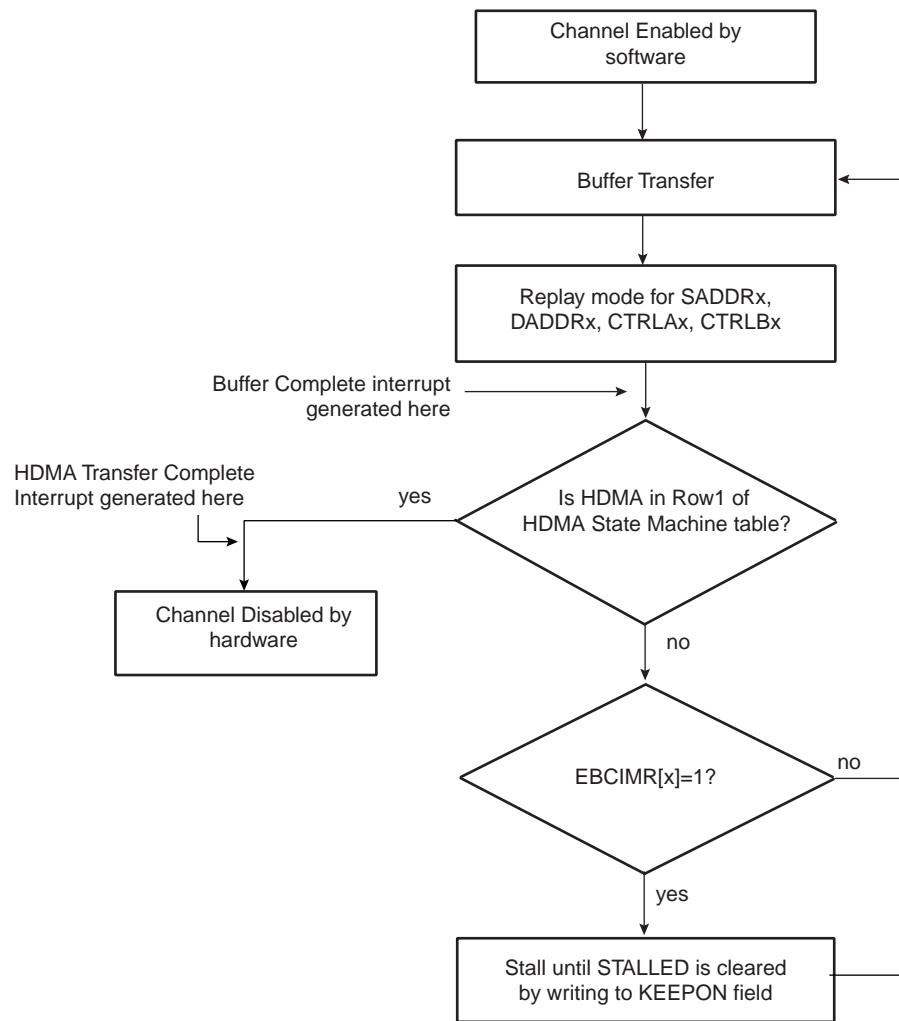 Channel Enabled by
software
Buffer Transfer
Replay mode for SADDRx,
DADDRx, CTRLAx, CTRLBx
Buffer Complete interrupt
generated here
HDMA Transfer Complete
Interrupt generated here
yes
Is HDMA in Row1 of
HDMA State Machine table?
Channel Disabled by
hardware
no
EBCIMR[x]=1?
no
yes
Stall until STALLED is cleared
by writing to KEEPON field